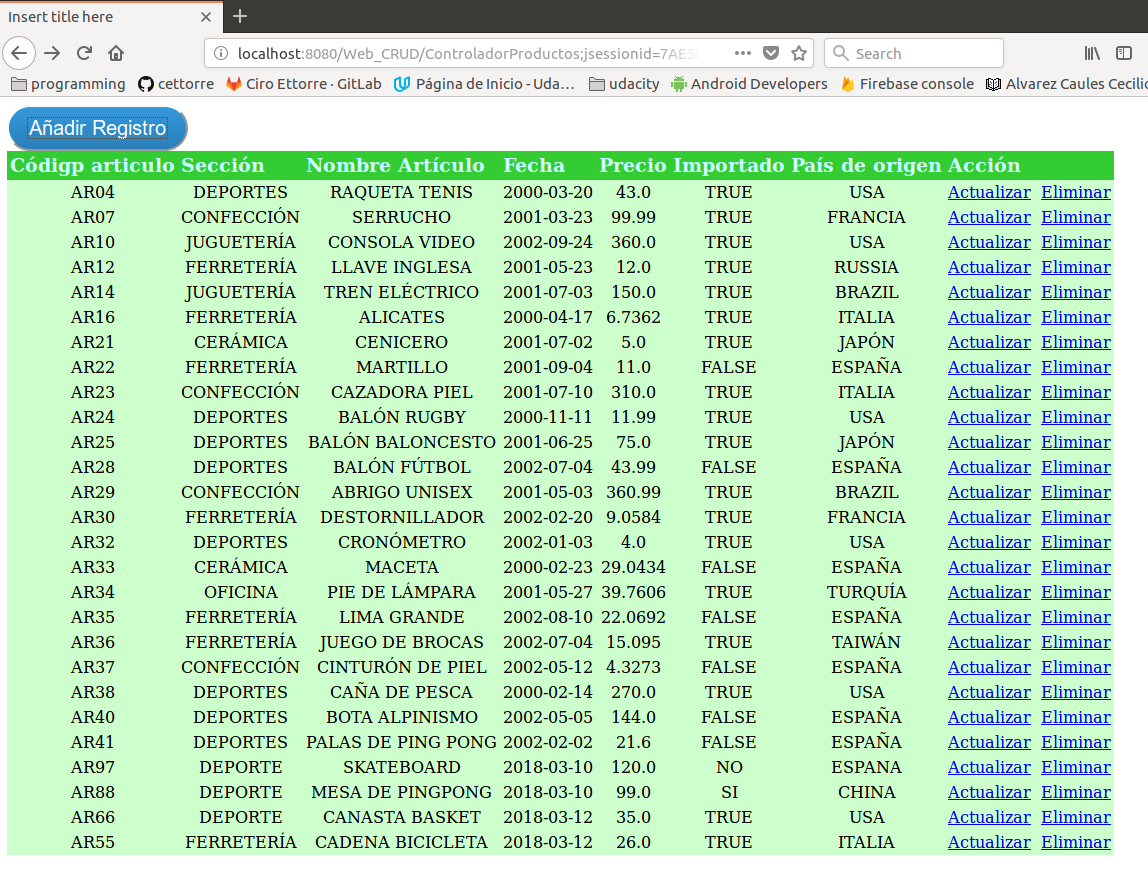 Insert title here
localhost:8080/Web_CRUD/ControladorProductos;jsessionid=7AE5
Search
programming cettorre Ciro Ettorre · GitLab Página de Inicio - Uda… udacity Android Developers Firebase console Alvarez Caules Cecilio
Añadir Registro
Códigp articulo Sección Nombre Artículo Fecha Precio Importado País de origen Acción
AR04 DEPORTES RAQUETA TENIS 2000-03-20 43.0 TRUE USA Actualizar Eliminar
AR07 CONFECCIÓN SERRUCHO 2001-03-23 99.99 TRUE FRANCIA Actualizar Eliminar
AR10 JUGUETERÍA CONSOLA VIDEO 2002-09-24 360.0 TRUE USA Actualizar Eliminar
AR12 FERRETERÍA LLAVE INGLESA 2001-05-23 12.0 TRUE RUSSIA Actualizar Eliminar
AR14 JUGUETERÍA TREN ELÉCTRICO 2001-07-03 150.0 TRUE BRAZIL Actualizar Eliminar
AR16 FERRETERÍA ALICATES 2000-04-17 6.7362 TRUE ITALIA Actualizar Eliminar
AR21 CERÁMICA CENICERO 2001-07-02 5.0 TRUE JAPÓN Actualizar Eliminar
AR22 FERRETERÍA MARTILLO 2001-09-04 11.0 FALSE ESPAÑA Actualizar Eliminar
AR23 CONFECCIÓN CAZADORA PIEL 2001-07-10 310.0 TRUE ITALIA Actualizar Eliminar
AR24 DEPORTES BALÓN RUGBY 2000-11-11 11.99 TRUE USA Actualizar Eliminar
AR25 DEPORTES BALÓN BALONCESTO 2001-06-25 75.0 TRUE JAPÓN Actualizar Eliminar
AR28 DEPORTES BALÓN FÚTBOL 2002-07-04 43.99 FALSE ESPAÑA Actualizar Eliminar
AR29 CONFECCIÓN ABRIGO UNISEX 2001-05-03 360.99 TRUE BRAZIL Actualizar Eliminar
AR30 FERRETERÍA DESTORNILLADOR 2002-02-20 9.0584 TRUE FRANCIA Actualizar Eliminar
AR32 DEPORTES CRONÓMETRO 2002-01-03 4.0 TRUE USA Actualizar Eliminar
AR33 CERÁMICA MACETA 2000-02-23 29.0434 FALSE ESPAÑA Actualizar Eliminar
AR34 OFICINA PIE DE LÁMPARA 2001-05-27 39.7606 TRUE TURQUÍA Actualizar Eliminar
AR35 FERRETERÍA LIMA GRANDE 2002-08-10 22.0692 FALSE ESPAÑA Actualizar Eliminar
AR36 FERRETERÍA JUEGO DE BROCAS 2002-07-04 15.095 TRUE TAIWÁN Actualizar Eliminar
AR37 CONFECCIÓN CINTURÓN DE PIEL 2002-05-12 4.3273 FALSE ESPAÑA Actualizar Eliminar
AR38 DEPORTES CAÑA DE PESCA 2000-02-14 270.0 TRUE USA Actualizar Eliminar
AR40 DEPORTES BOTA ALPINISMO 2002-05-05 144.0 FALSE ESPAÑA Actualizar Eliminar
AR41 DEPORTES PALAS DE PING PONG 2002-02-02 21.6 FALSE ESPAÑA Actualizar Eliminar
AR97 DEPORTE SKATEBOARD 2018-03-10 120.0 NO ESPANA Actualizar Eliminar
AR88 DEPORTE MESA DE PINGPONG 2018-03-10 99.0 SI CHINA Actualizar Eliminar
AR66 DEPORTE CANASTA BASKET 2018-03-12 35.0 TRUE USA Actualizar Eliminar
AR55 FERRETERÍA CADENA BICICLETA 2018-03-12 26.0 TRUE ITALIA Actualizar Eliminar